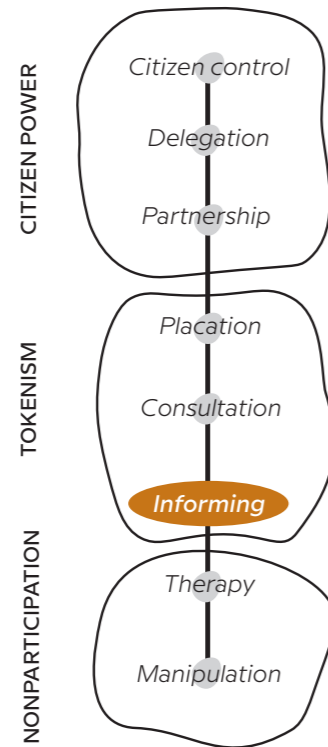 CITIZEN POWER
Citizen control
Delegation
Partnership
TOKENISM
Placation
Consultation
Informing
NONPARTICIPATION
Therapy
Manipulation